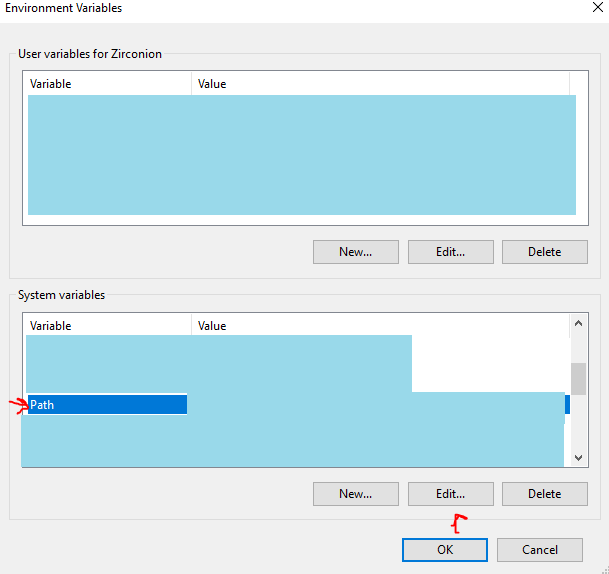 Environment Variables
User variables for Zirconion
Variable Value
New... Edit... Delete
System variables
Variable Value
Path
New... Edit... Delete
OK Cancel